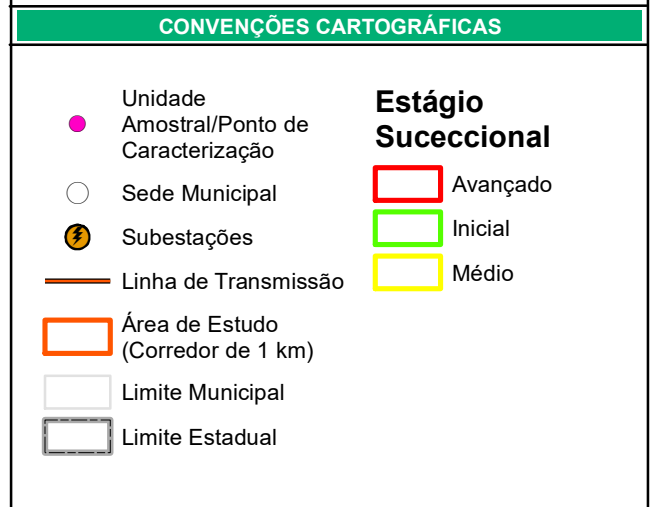 CONVENÇÕES CARTOGRÁFICAS
Unidade
Amostral/Ponto de
Caracterização
Sede Municipal
Subestações
Linha de Transmissão
Área de Estudo
(Corredor de 1 km)
Limite Municipal
Limite Estadual
Estágio
Suceccional
Avançado
Inicial
Médio